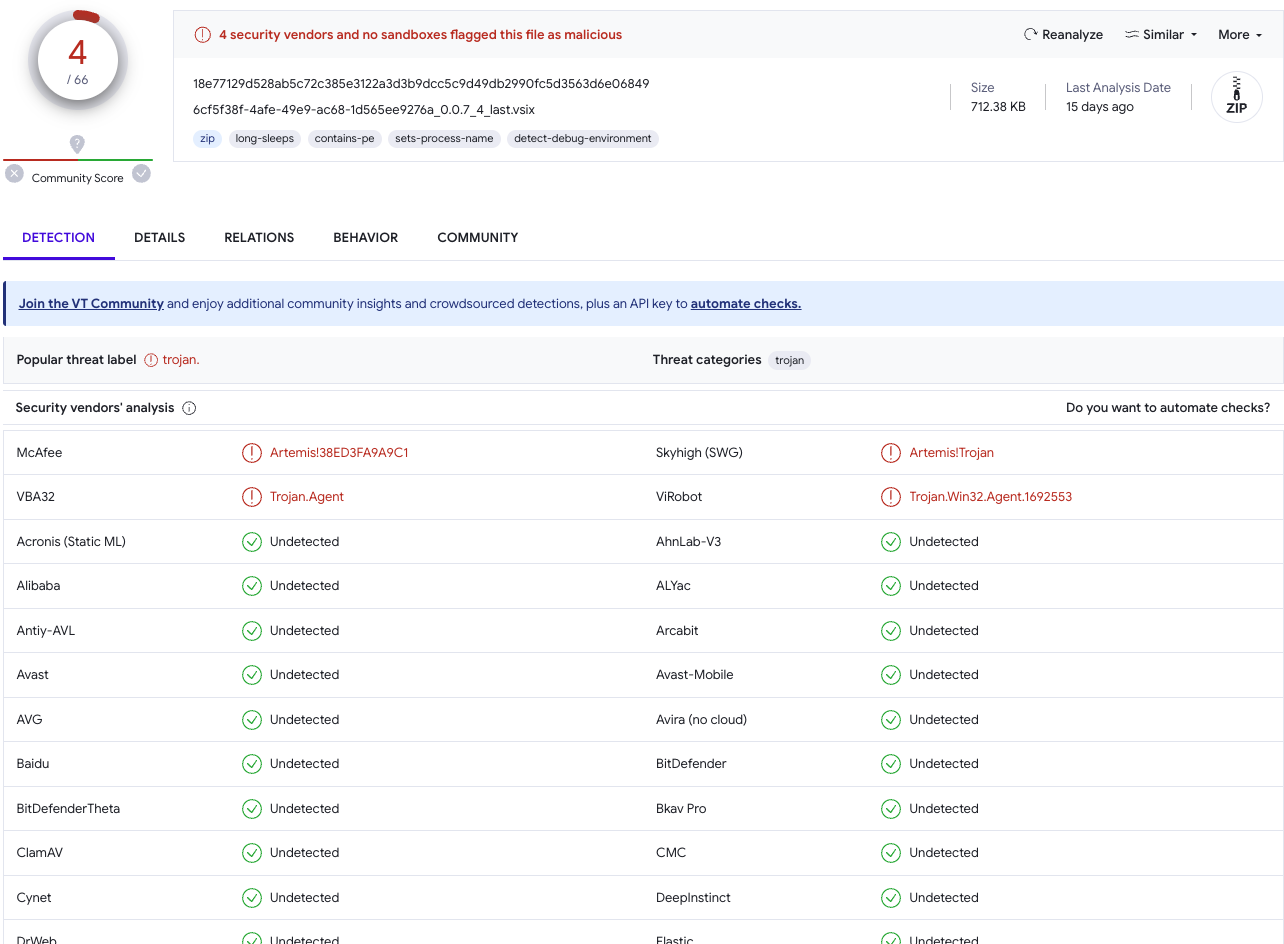 4
/ 66
Community Score
4 security vendors and no sandboxes flagged this file as malicious
Reanalyze Similar More
18e77129d528ab5c72c385e3122a3d3b9dcc5c9d49db2990fc5d3563d6e06849
6cf5f38f-4afe-49e9-ac68-1d565ee9276a_0.0.7_4_last.vsix
zip long-sleeps contains-pe sets-process-name detect-debug-environment
Size
712.38 KB
Last Analysis Date
15 days ago
ZIP
DETECTION DETAILS RELATIONS BEHAVIOR COMMUNITY
Join the VT Community and enjoy additional community insights and crowdsourced detections, plus an API key to automate checks.
Popular threat label trojan. Threat categories trojan
Security vendors' analysis Do you want to automate checks?
McAfee Artemis!38ED3FA9A9C1 Skyhigh (SWG) Artemis!Trojan
VBA32 Trojan.Agent ViRobot Trojan.Win32.Agent.1692553
Acronis (Static ML) Undetected AhnLab-V3 Undetected
Alibaba Undetected ALYac Undetected
Antiy-AVL Undetected Arcabit Undetected
Avast Undetected Avast-Mobile Undetected
AVG Undetected Avira (no cloud) Undetected
Baidu Undetected BitDefender Undetected
BitDefenderTheta Undetected Bkav Pro Undetected
ClamAV Undetected CMC Undetected
Cynet Undetected DeepInstinct Undetected
DrWeb Undetected Elastic Undetected